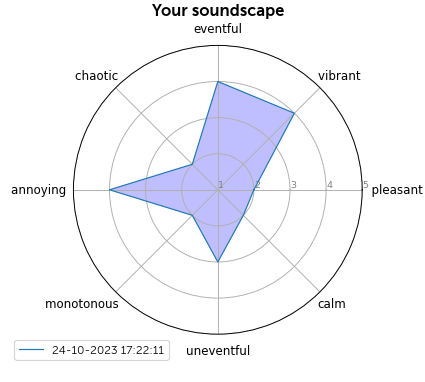 Your soundscape
eventful
chaotic
vibrant
annoying
1 2 3 4 5
pleasant
monotonous
calm
uneventful
24-10-2023 17:22:11